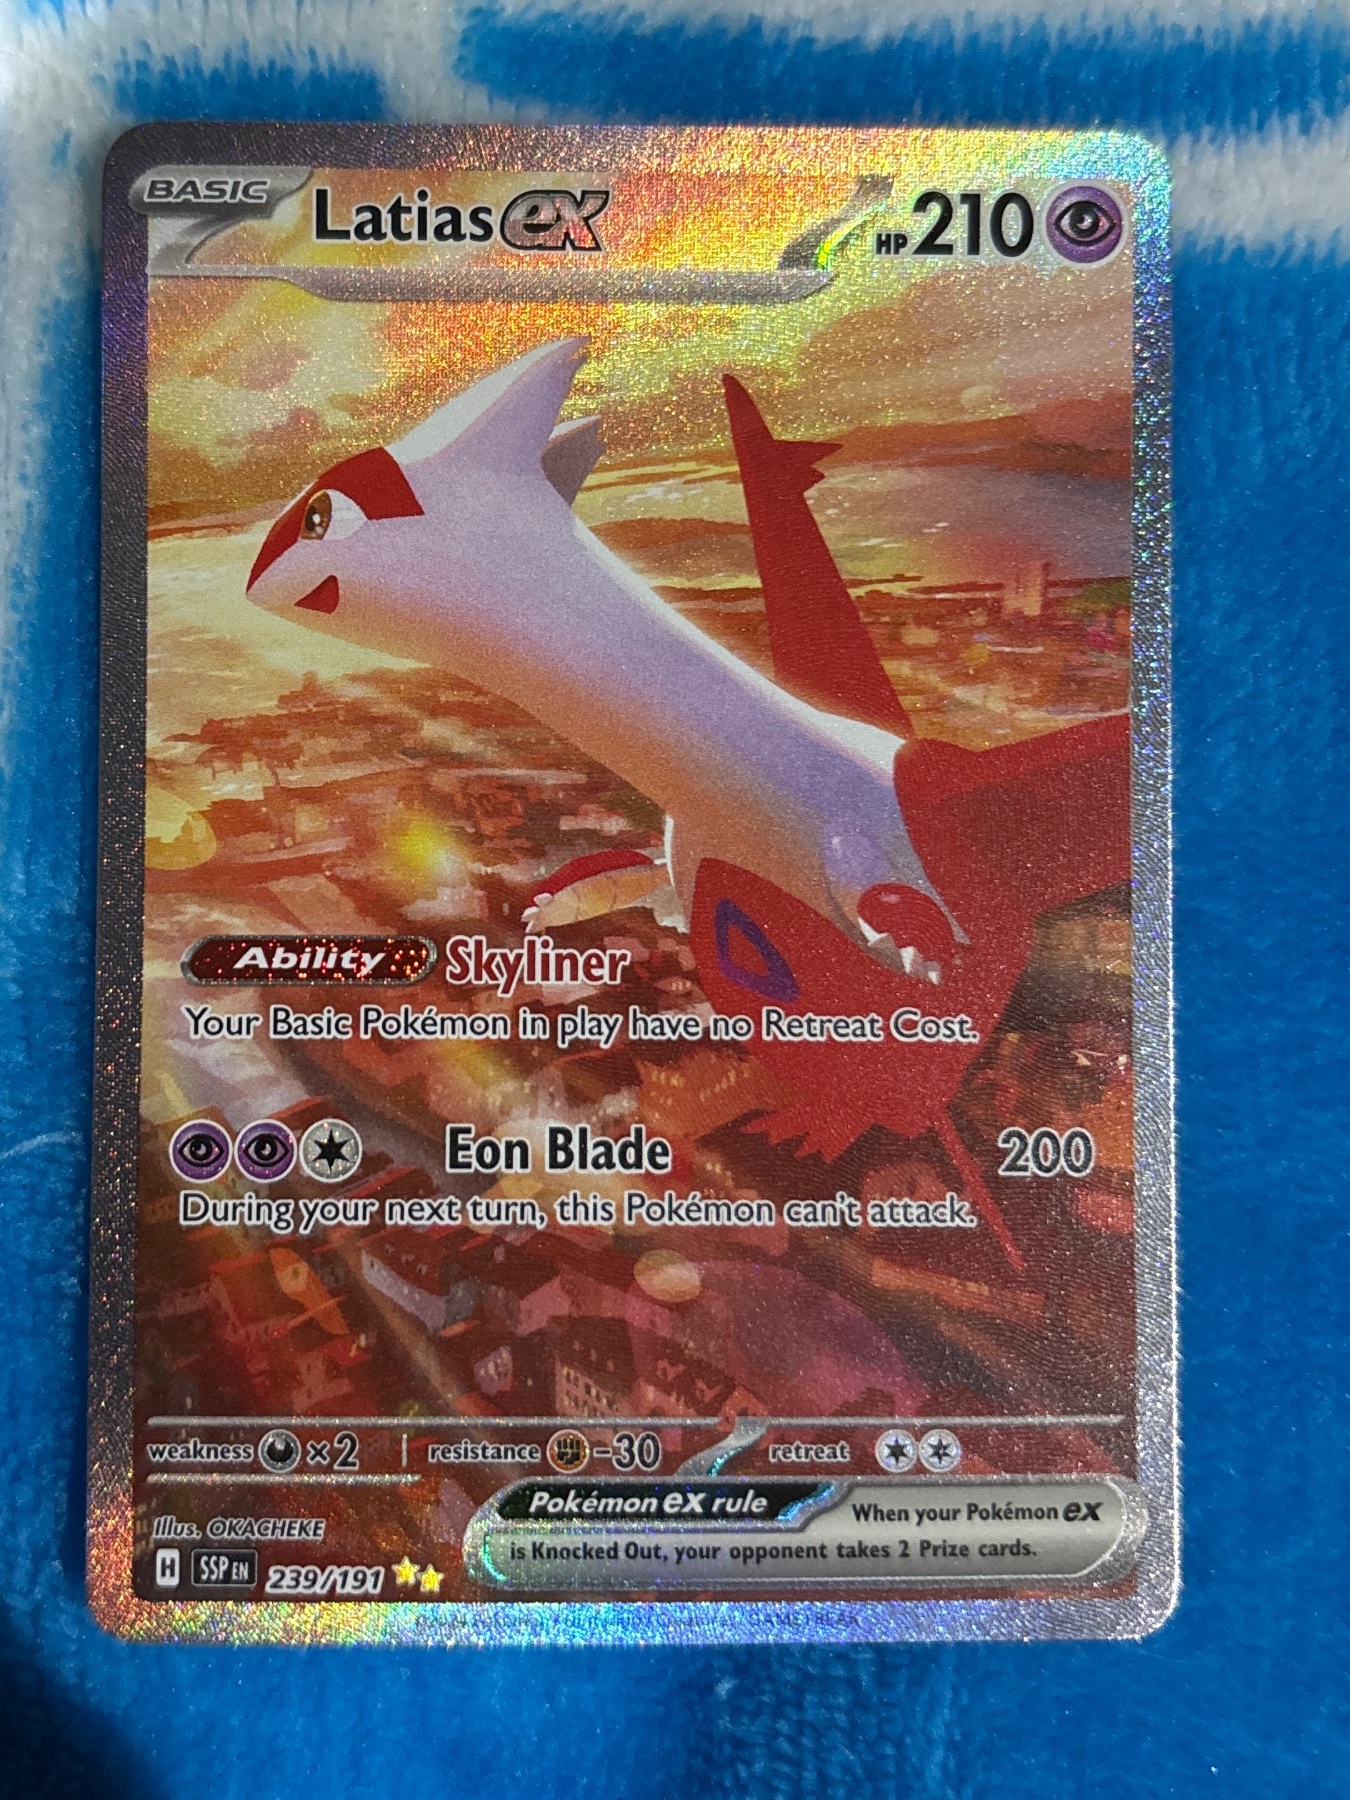 BASIC Latias ex HP 210
Ability Skyliner
Your Basic Pokémon in play have no Retreat Cost.
Eon Blade 200
During your next turn, this Pokémon can't attack.
weakness ×2 resistance -30 retreat
Pokémon ex rule When your Pokémon ex
is Knocked Out, your opponent takes 2 Prize cards.
Illus. OKACHEKE
H SSP EN 239/191